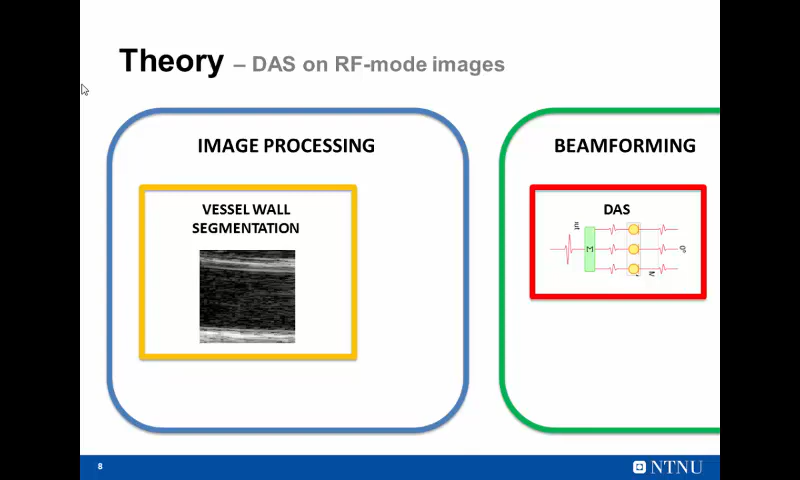 Theory – DAS on RF-mode images
IMAGE PROCESSING
VESSEL WALL
SEGMENTATION
BEAMFORMING
DAS
M
8
NTNU